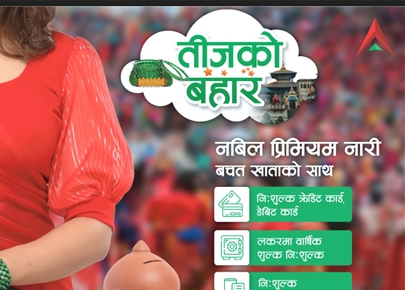 तीजको
बहार
नबिल प्रिमियम नारी
बचत खाताको साथ
नि:शुल्क क्रेडिट कार्ड,
डेबिट कार्ड
लकरमा वार्षिक
शुल्क नि:शुल्क
नि:शुल्क